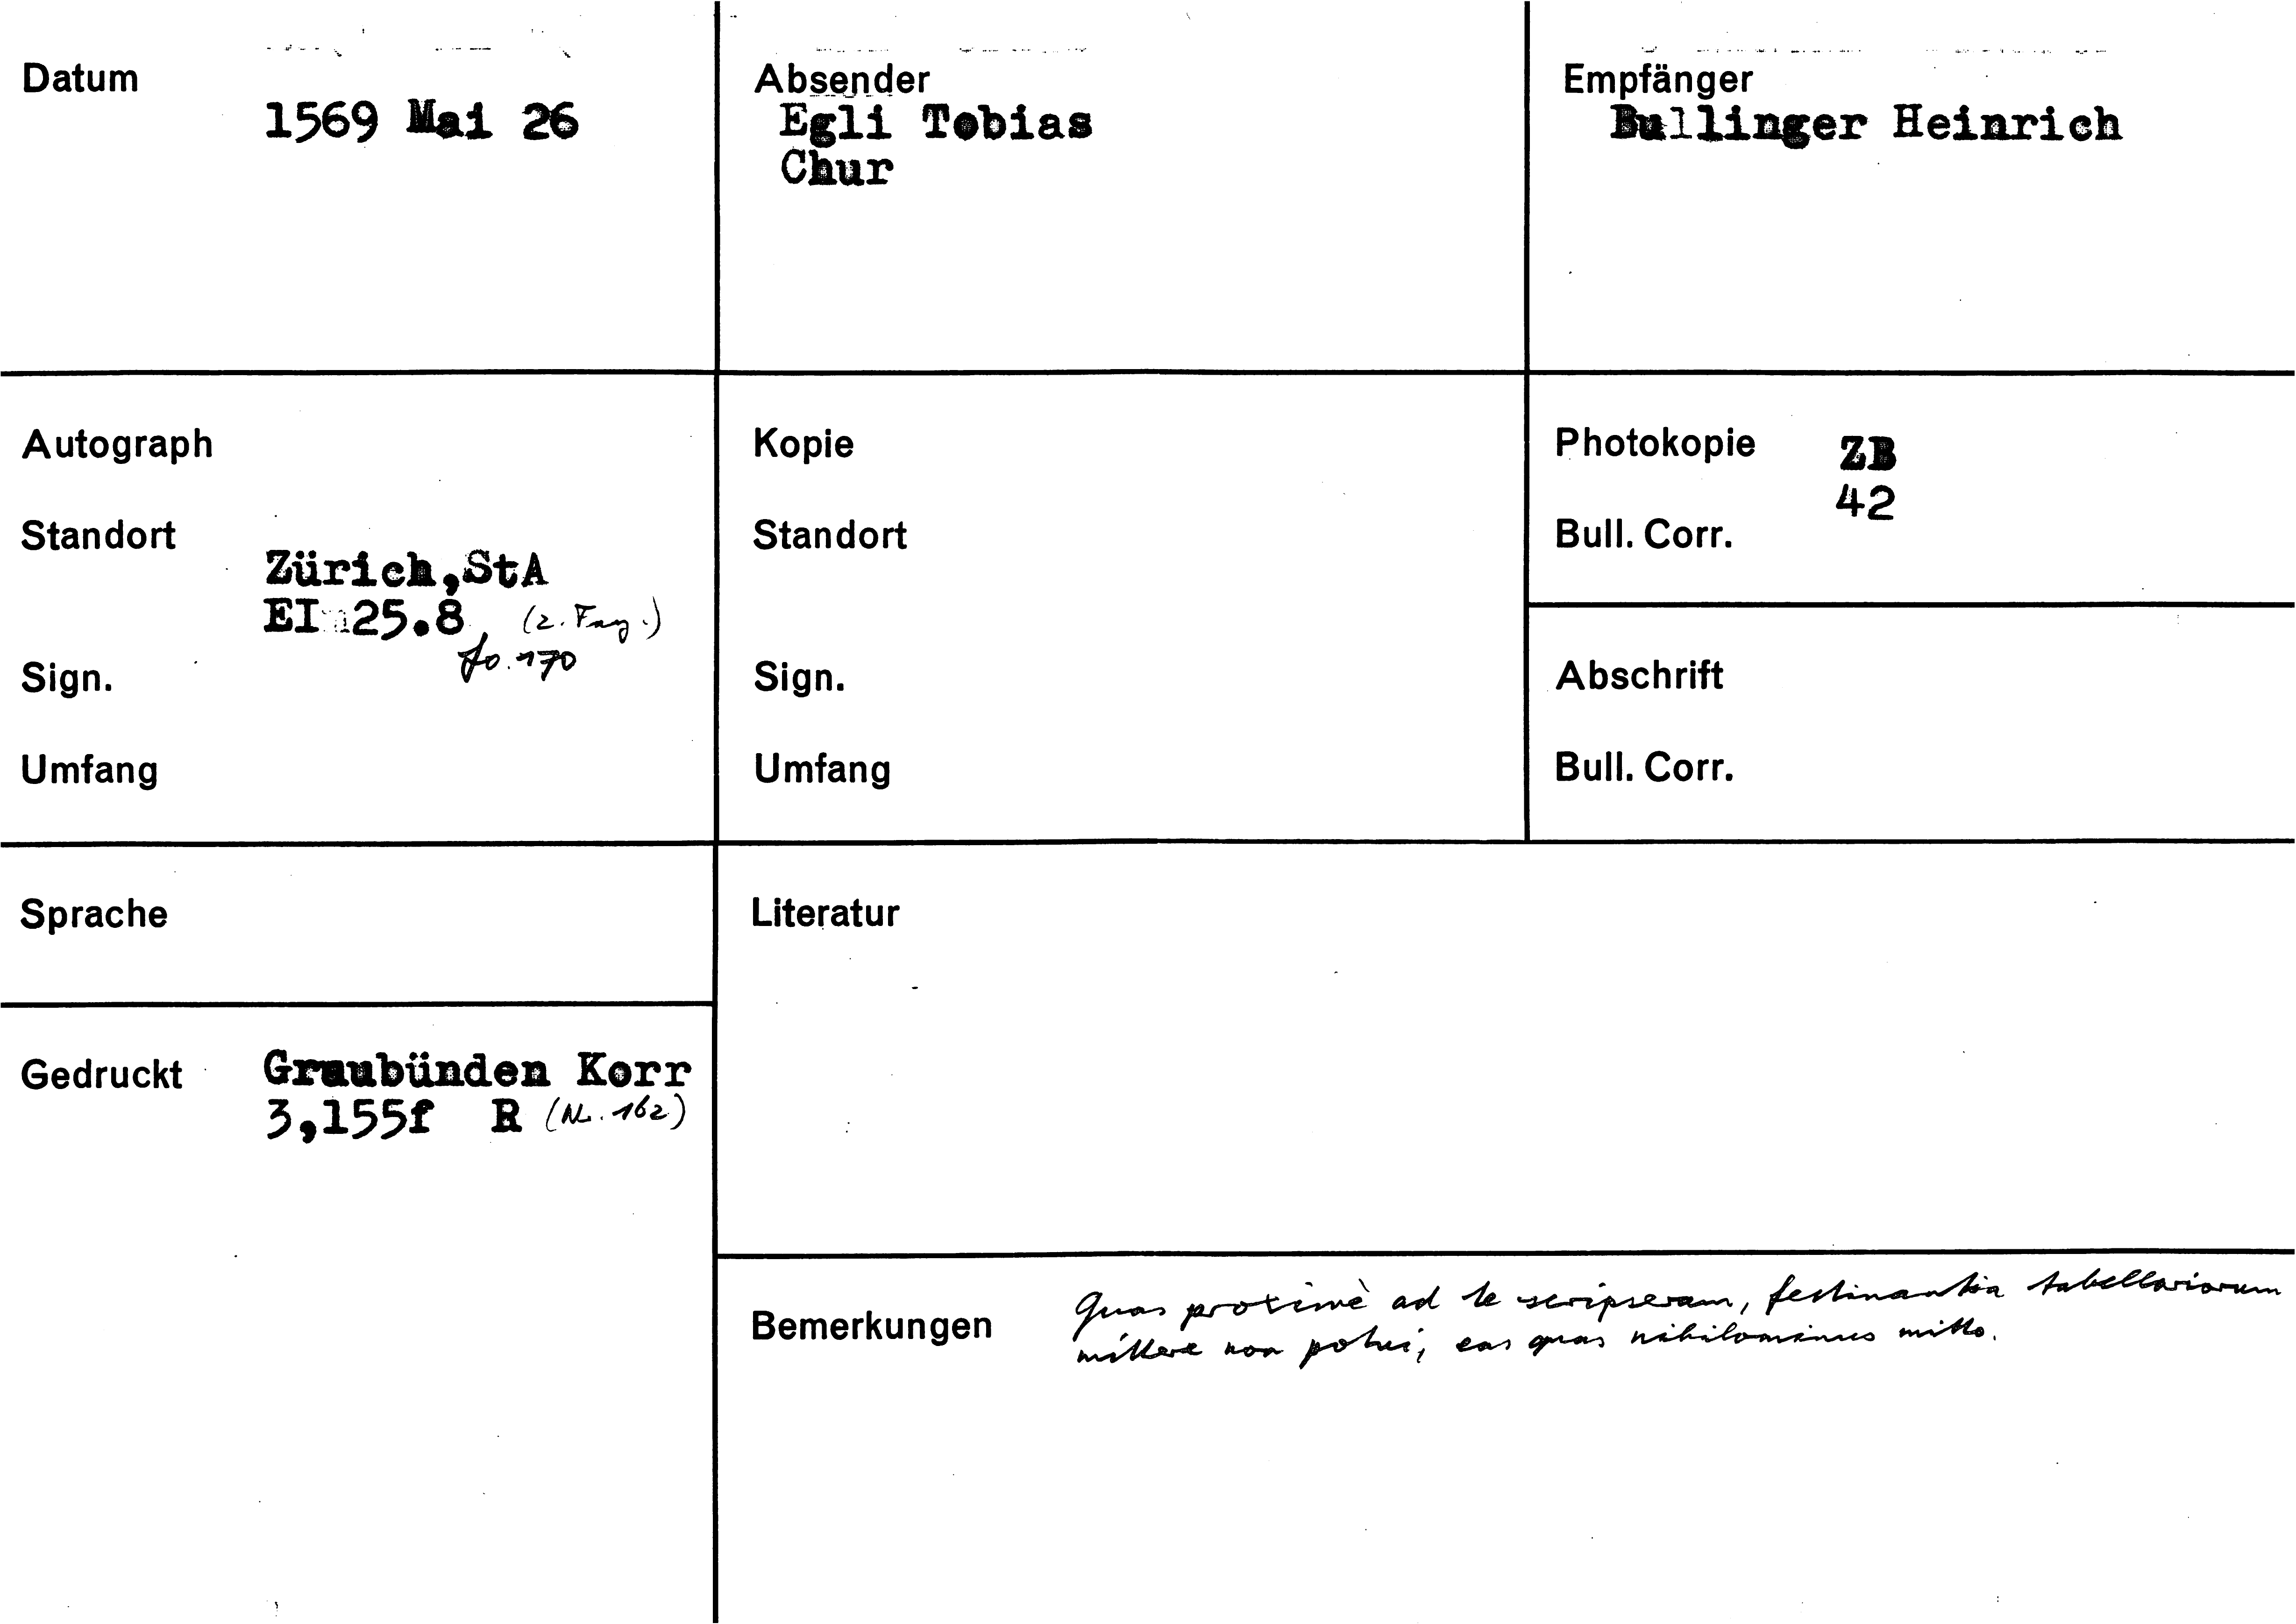 Datum
1569 Mai 26
Absender
Egli Tobias
Chur
Empfänger
Bullinger Heinrich
Autograph
Standort
Zürich,StA
EI 25.8, (2. Fasz.)
fo. 170
Sign.
Umfang
Kopie
Standort
Sign.
Umfang
Photokopie ZB
42
Bull. Corr.
Abschrift
Bull. Corr.
Sprache
Gedruckt Graubünden Korr
3,155f R (Nr. 162)
Literatur
Bemerkungen
Quas proximè ad te scripseram, festinantia tabellariorum
mittere non potui, eas quas nihilominus mitto.